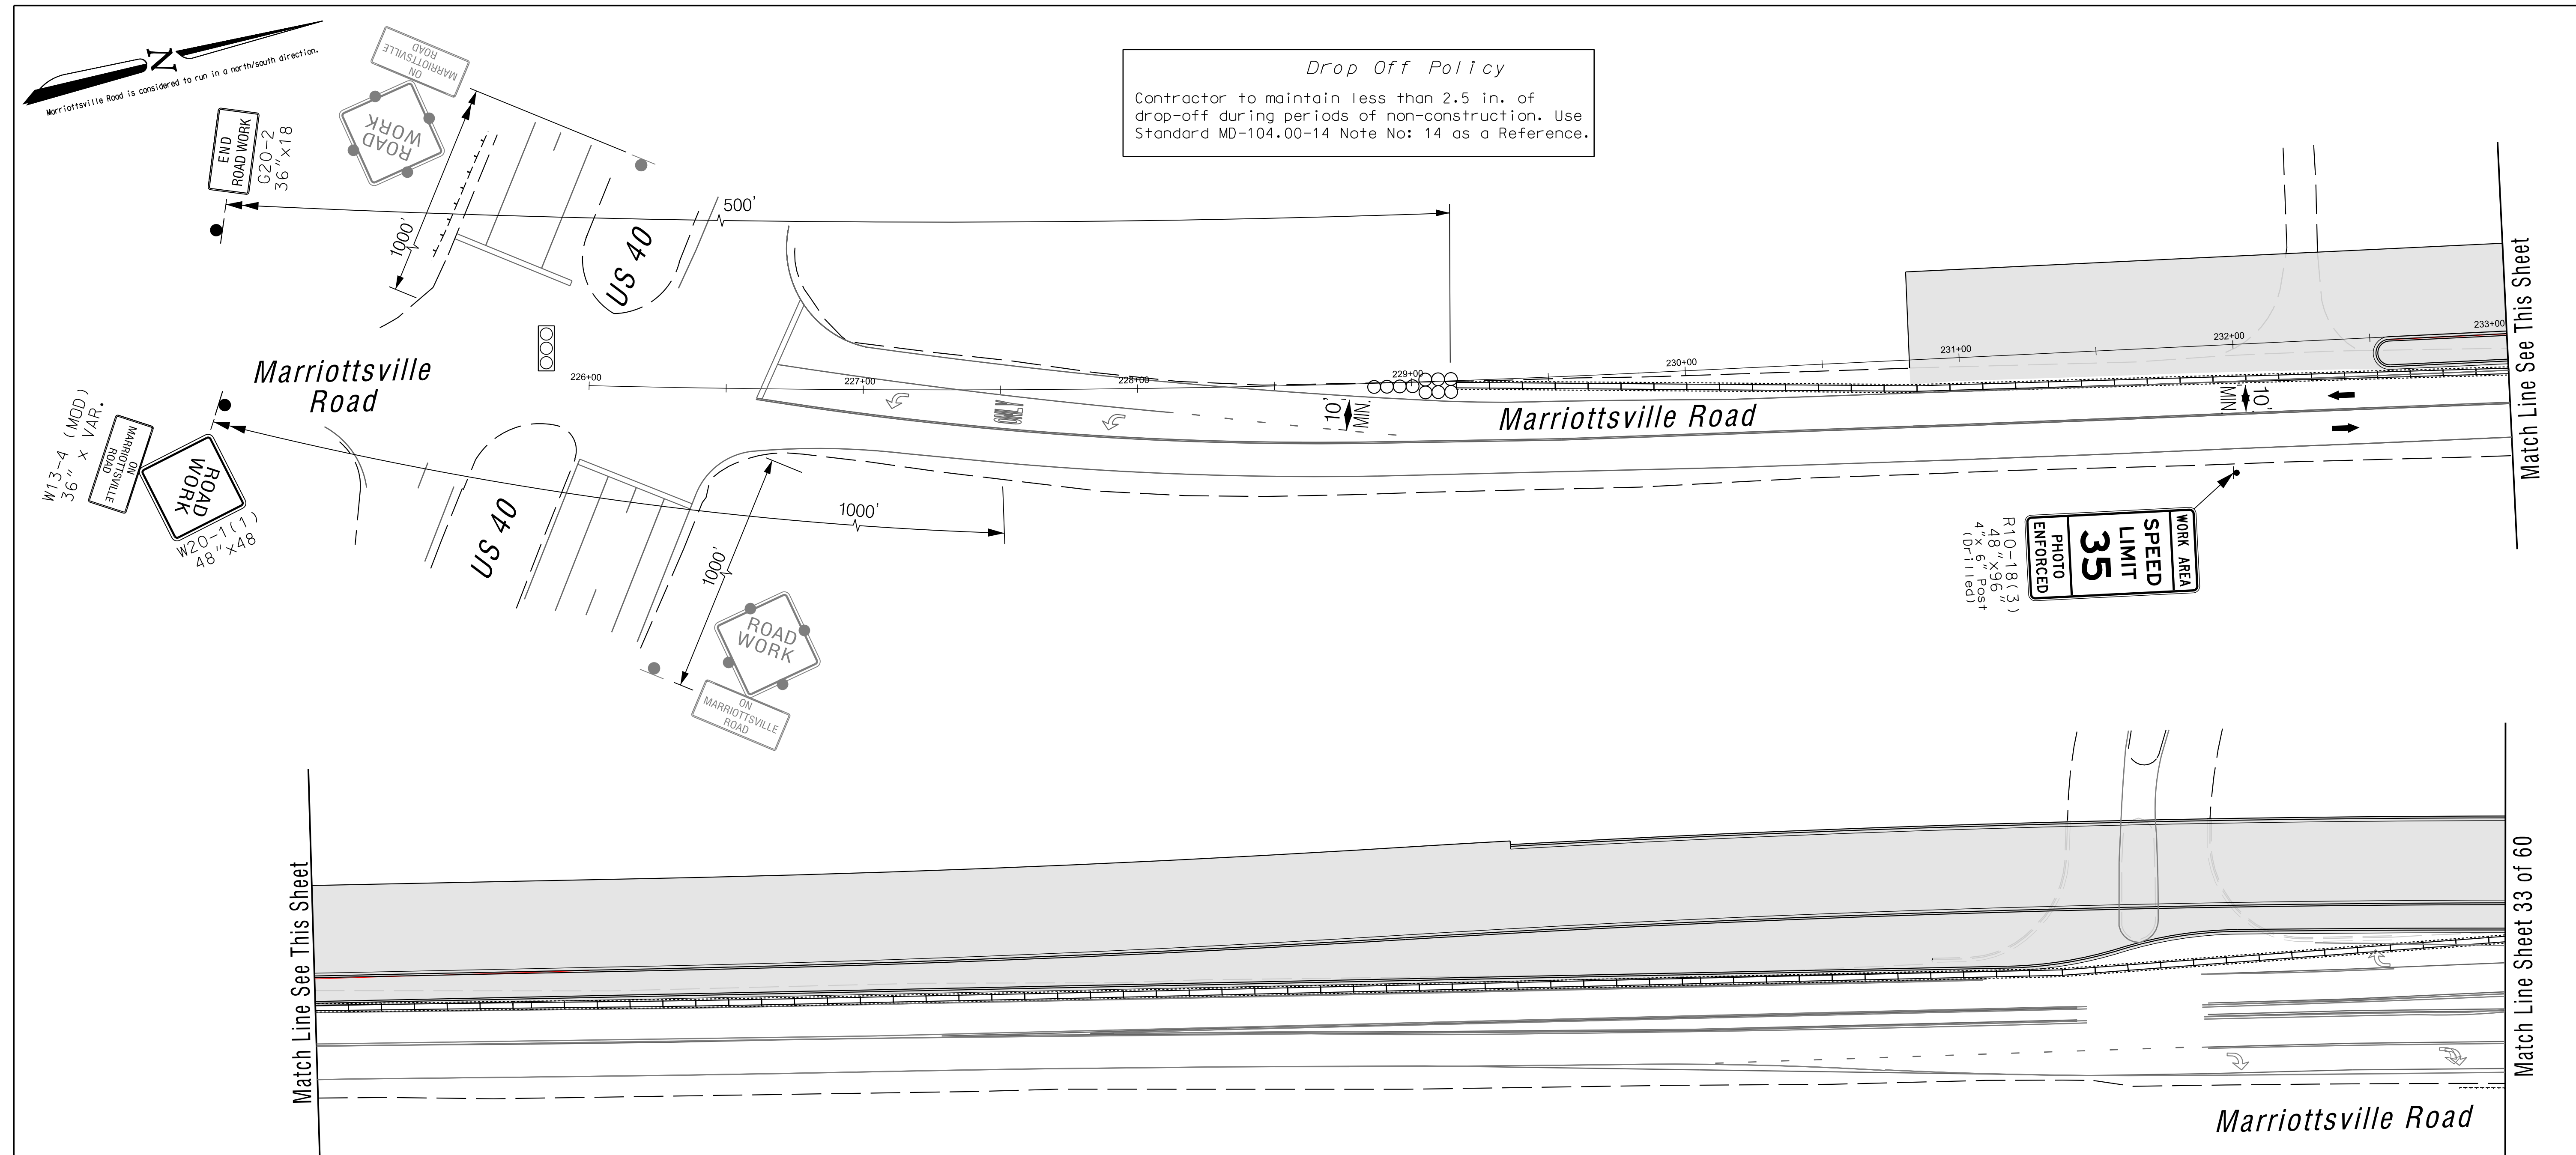 N
Marriottsville Road is considered to run in a north/south direction.
ON
MARRIOTTSVILLE
ROAD
ROAD
WORK
END
ROAD WORK
G20-2
36"x18
1000'
500'
US 40
Drop Off Policy
Contractor to maintain less than 2.5 in. of
drop-off during periods of non-construction. Use
Standard MD-104.00-14 Note No: 14 as a Reference.
Marriottsville
Road
226+00
227+00
228+00
229+00
230+00
231+00
232+00
233+00
ONLY
10'
MIN.
Marriottsville Road
10'
MIN.
Match Line See This Sheet
W13-4 (MOD)
36" x VAR.
ON
MARRIOTTSVILLE
ROAD
ROAD
WORK
W20-1(1)
48"x48
US 40
1000'
1000'
ROAD
WORK
ON
MARRIOTTSVILLE
ROAD
WORK AREA
SPEED
LIMIT
35
PHOTO
ENFORCED
R10-18(3)
48"x96"
4"x 6" Post
(Drilled)
Match Line See This Sheet
Match Line Sheet 33 of 60
Marriottsville Road